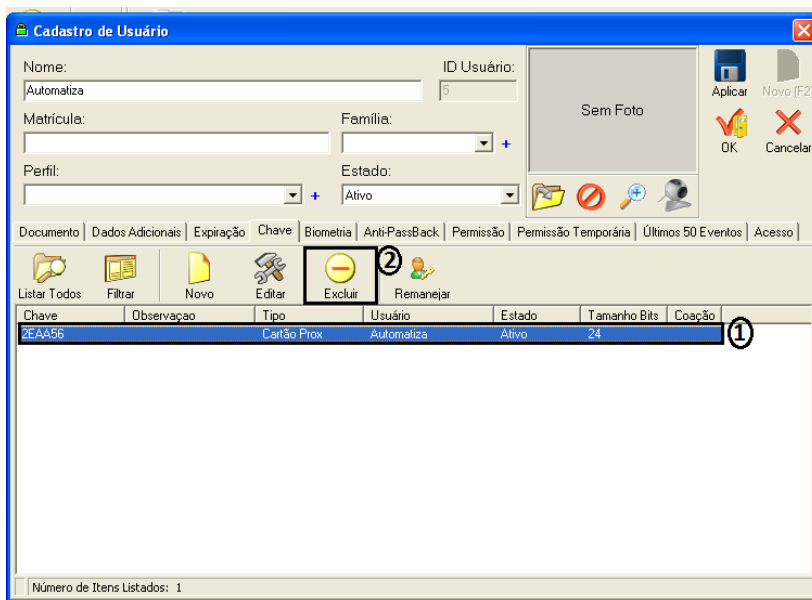 Cadastro de Usuário
Nome: ID Usuário:
Automatiza 5
Sem Foto
Aplicar Novo (F2)
Matrícula: Família:
+
OK Cancelar
Perfil: Estado:
+ Ativo
Documento Dados Adicionais Expiração Chave Biometria Anti-PassBack Permissão Permissão Temporária Últimos 50 Eventos Acesso
2
Listar Todos Filtrar Novo Editar Excluir Remanejar
Chave Observaçao Tipo Usuário Estado Tamanho Bits Coação
2EAA56 Cartão Prox Automatiza Ativo 24 1
Número de Itens Listados: 1